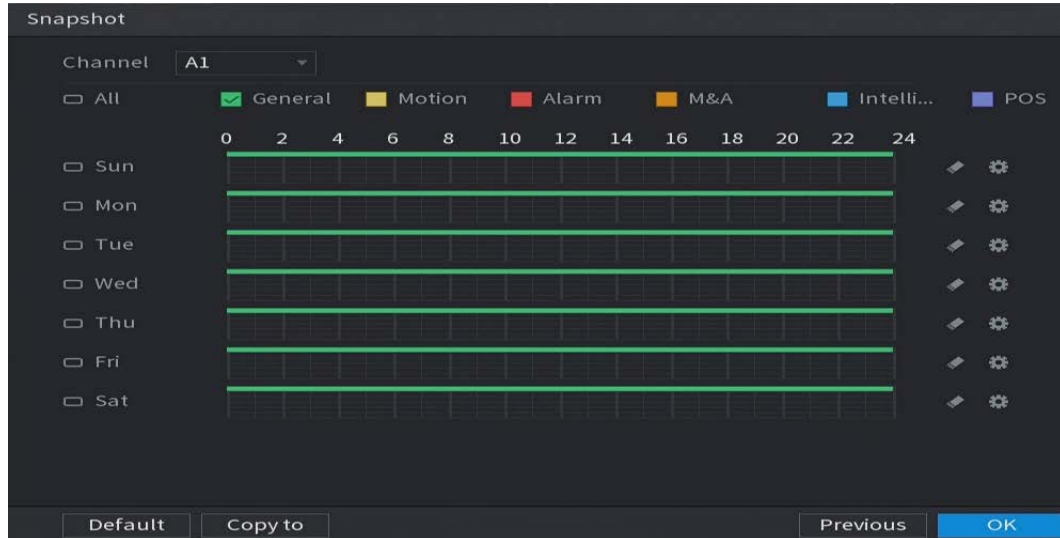 Snapshot
Channel A1
All General Motion Alarm M&A Intelli... POS
0 2 4 6 8 10 12 14 16 18 20 22 24
Sun
Mon
Tue
Wed
Thu
Fri
Sat
Default Copy to Previous OK